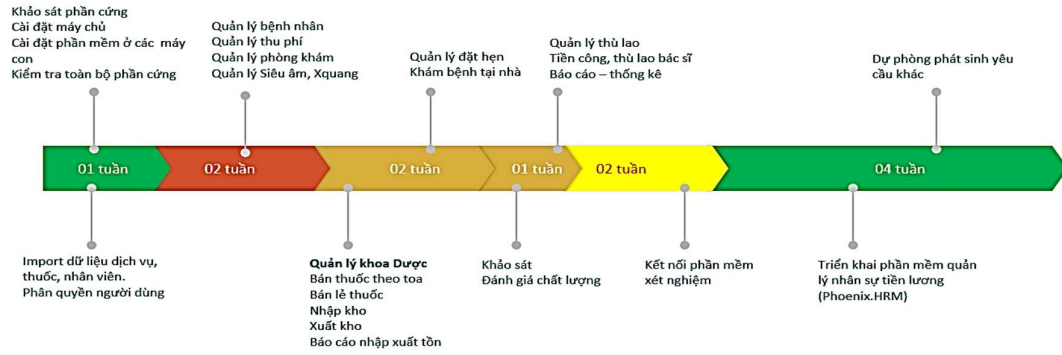 Khảo sát phần cứng
Cài đặt máy chủ
Cài đặt phần mềm ở các máy
con
Kiểm tra toàn bộ phần cứng
Quản lý bệnh nhân
Quản lý thu phí
Quản lý phòng khám
Quản lý Siêu âm, Xquang
Quản lý đặt hẹn
Khám bệnh tại nhà
Quản lý thù lao
Tiền công, thù lao bác sĩ
Báo cáo – thống kê
Dự phòng phát sinh yêu
cầu khác
01 tuần
02 tuần
02 tuần
01 tuần
02 tuần
04 tuần
Import dữ liệu dịch vụ,
thuốc, nhân viên.
Phân quyền người dùng
Quản lý khoa Dược
Bán thuốc theo toa
Bán lẻ thuốc
Nhập kho
Xuất kho
Báo cáo nhập xuất tồn
Khảo sát
Đánh giá chất lượng
Kết nối phần mềm
xét nghiệm
Triển khai phần mềm quản
lý nhân sự tiền lương
(Phoenix.HRM)